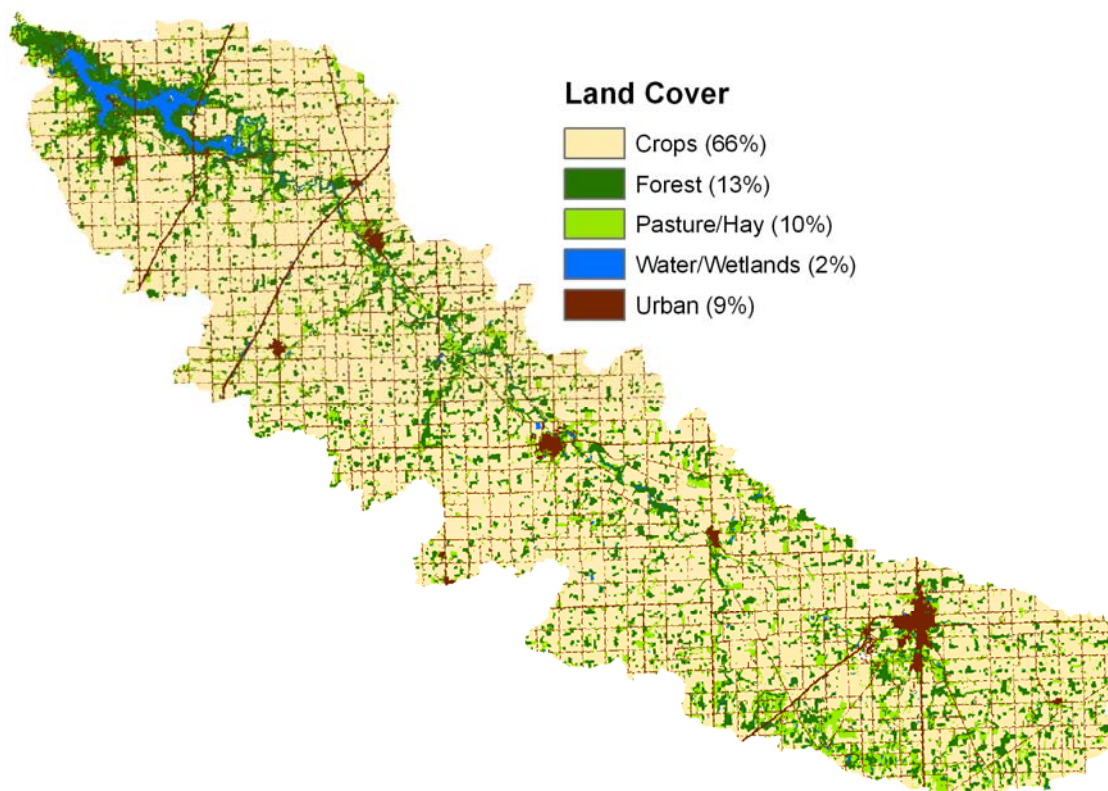 Land Cover
Crops (66%)
Forest (13%)
Pasture/Hay (10%)
Water/Wetlands (2%)
Urban (9%)